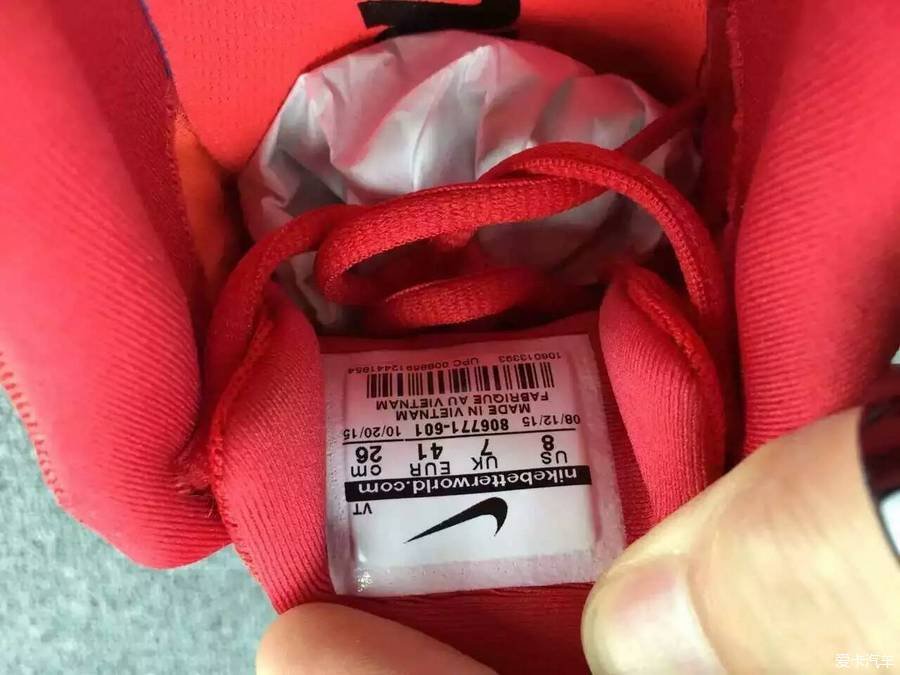 VT
nikebetterworld.com
US UK EUR cm
8 7 41 26
08/12/15 806771-601 10/20/15
MADE IN VIETNAM
FABRIQUE AU VIETNAM
106013393 UPC
爱卡汽车